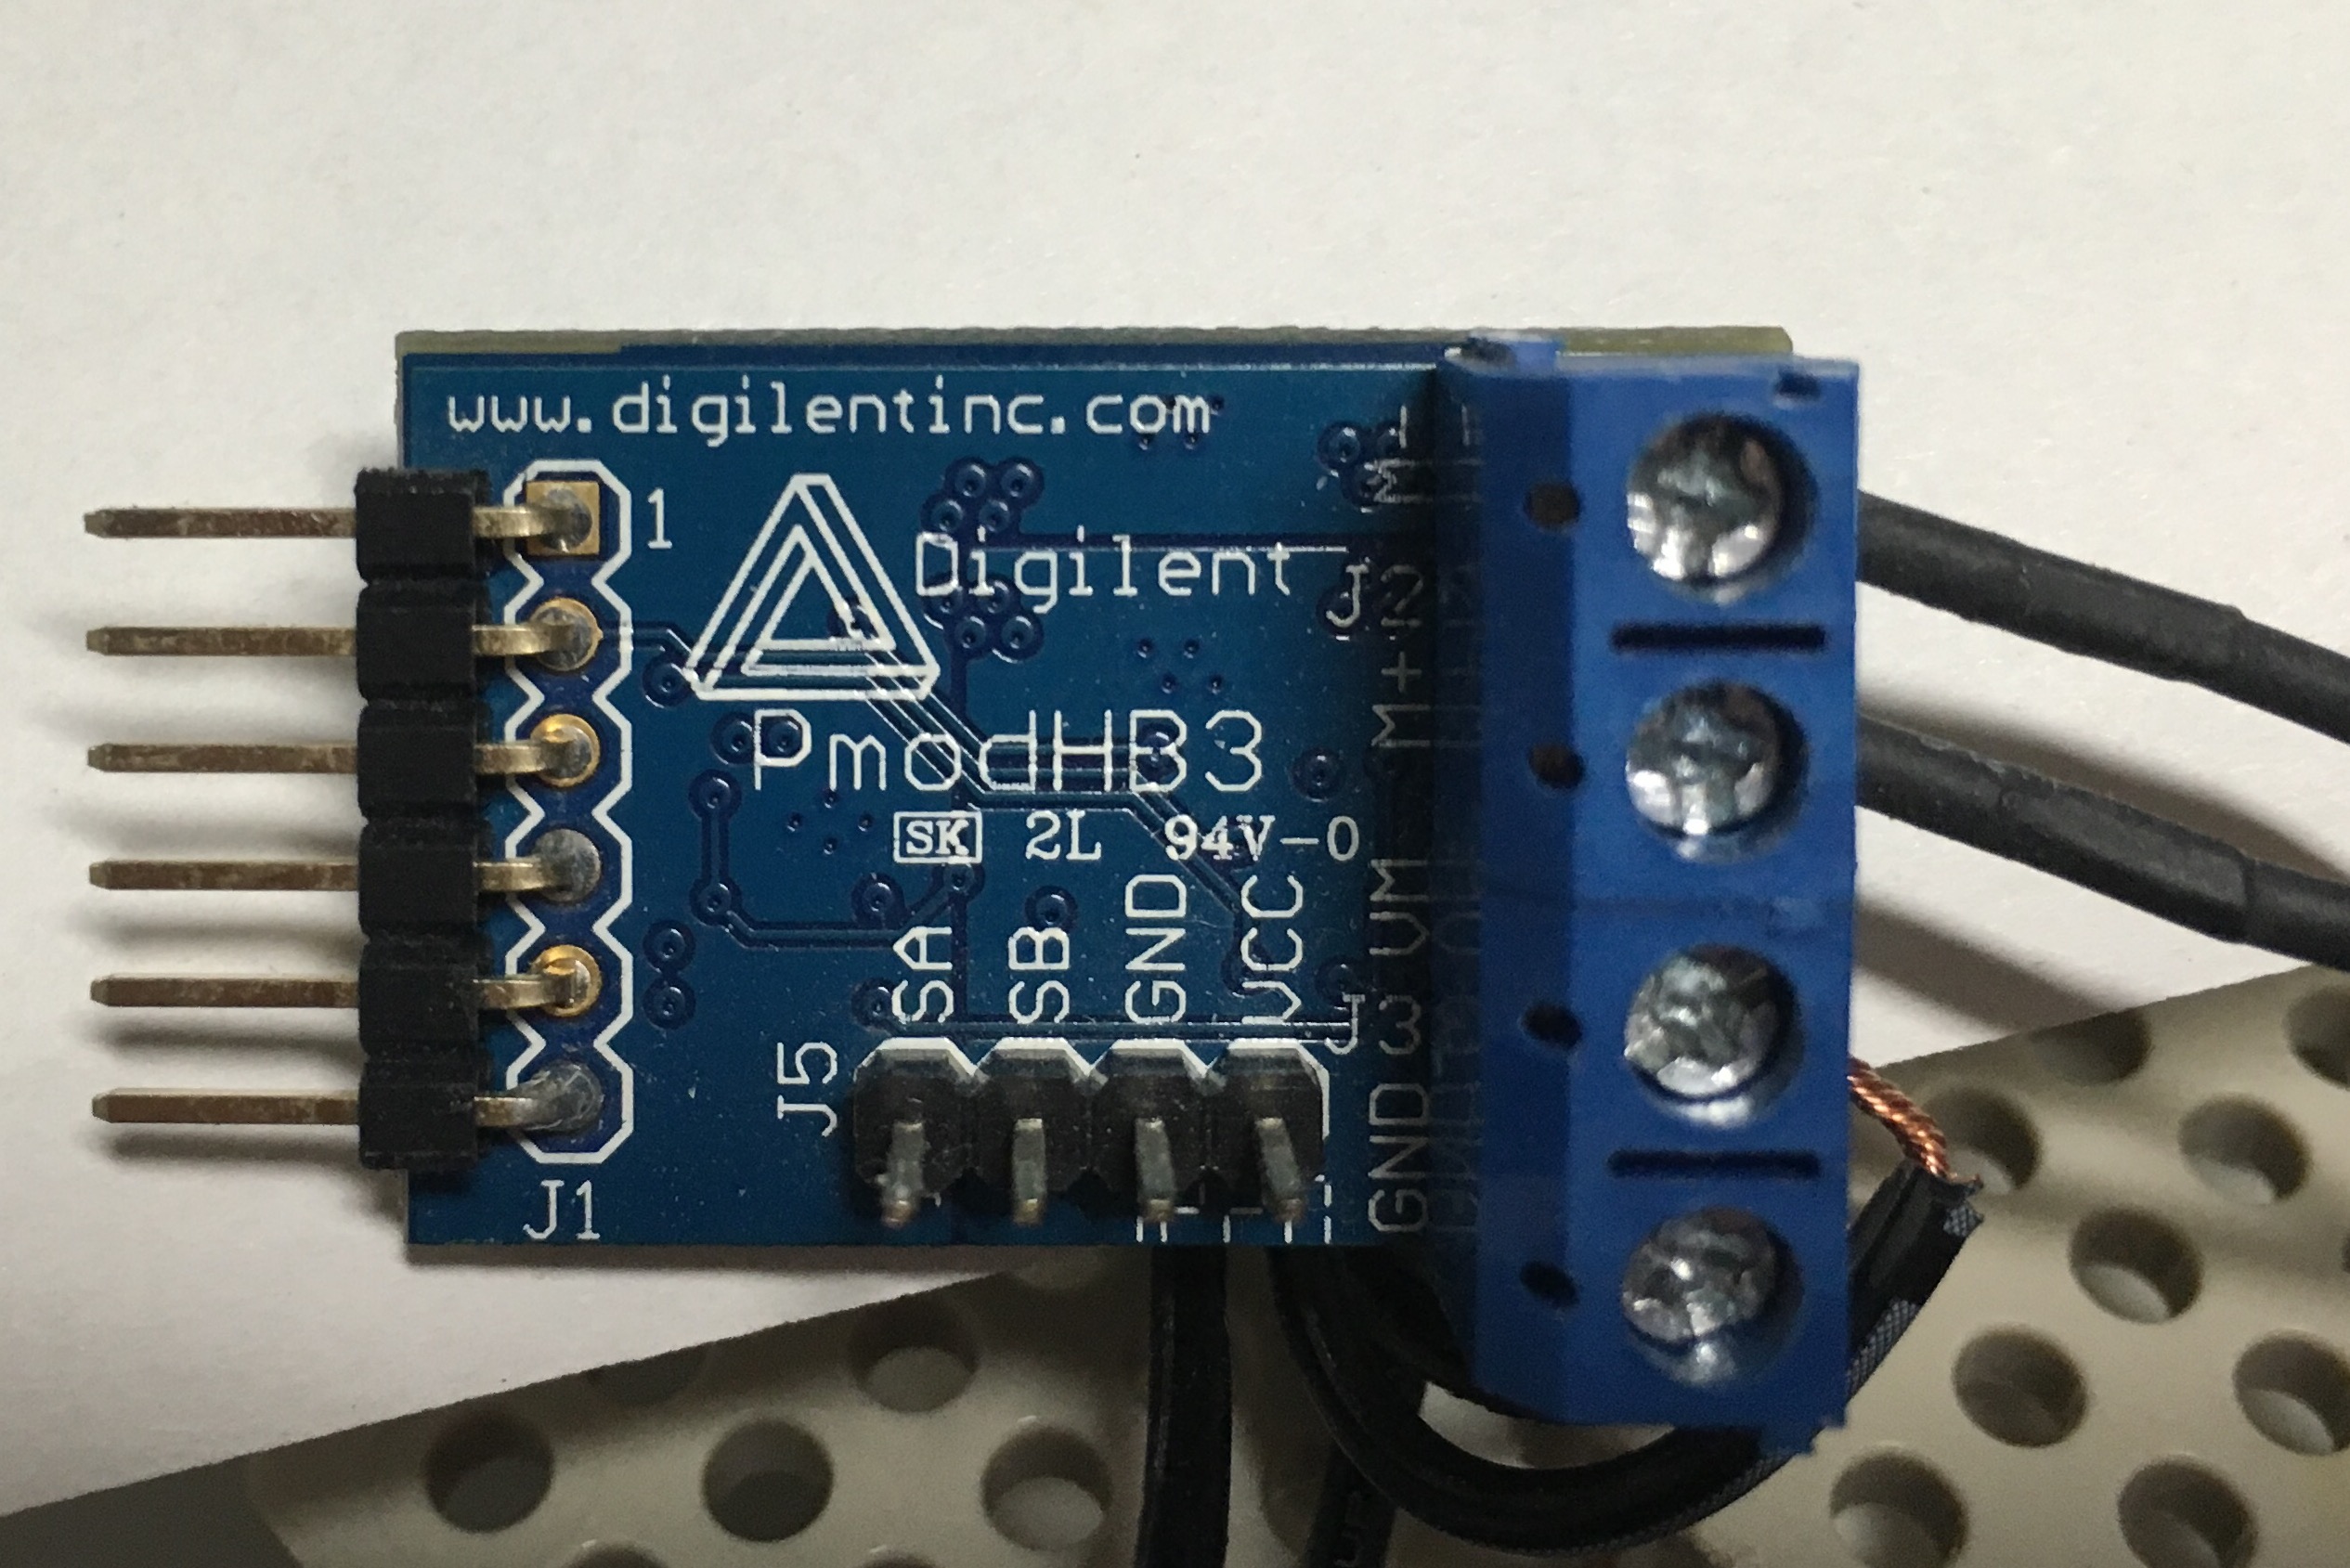 www.digilentinc.com
1
Digilent
J2
M-
M+
PmodHB3
SK 2L 94V-0
VM
GND
J3
SA
SB
GND
VCC
J5
J1